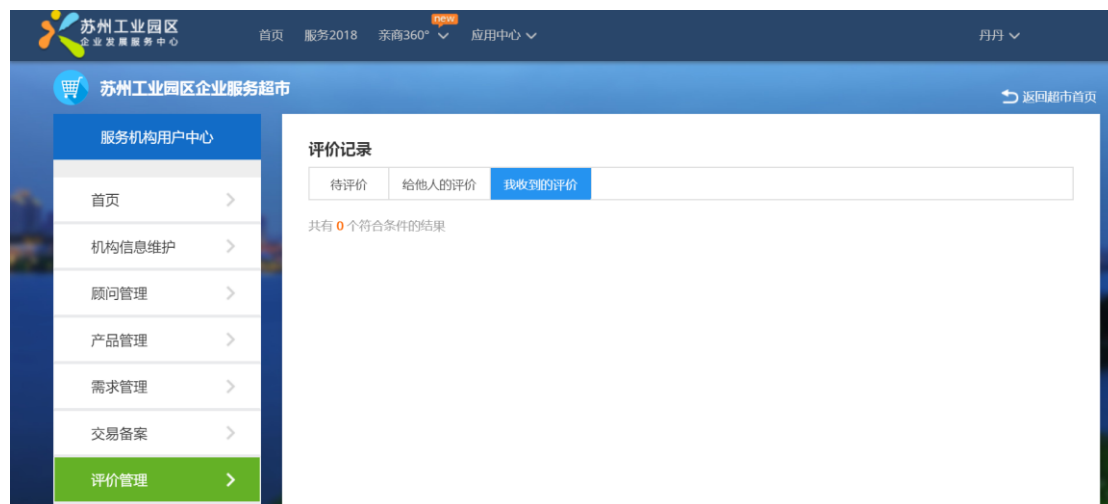 苏州工业园区
企业发展服务中心
首页 服务2018 亲商360° new 应用中心 丹丹
苏州工业园区企业服务超市
返回超市首页
服务机构用户中心
评价记录
待评价 给他人的评价 我收到的评价
首页
共有 0 个符合条件的结果
机构信息维护
顾问管理
产品管理
需求管理
交易备案
评价管理